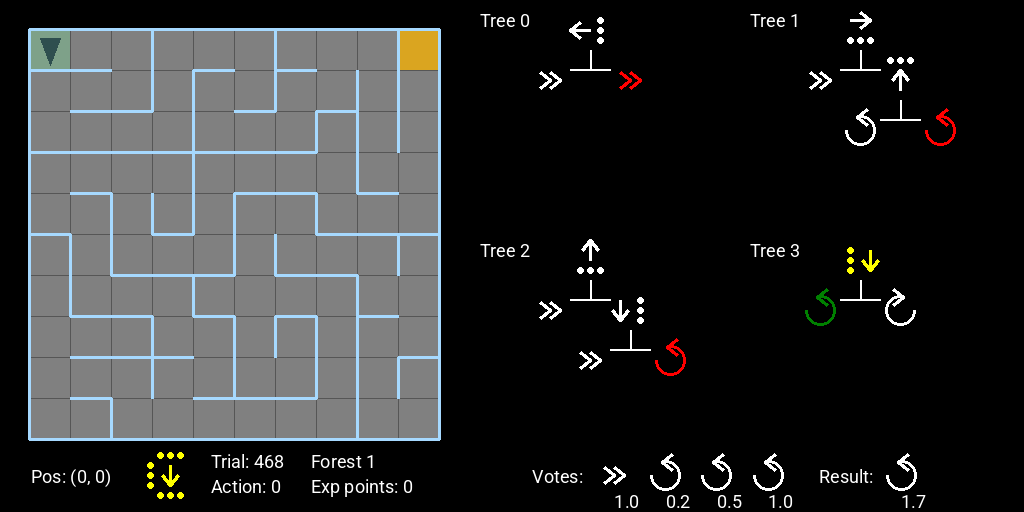 Tree 0
Tree 1
Tree 2
Tree 3
Pos: (0, 0)
Trial: 468
Forest 1
Action: 0
Exp points: 0
Votes:
1.0
0.2
0.5
1.0
Result:
1.7